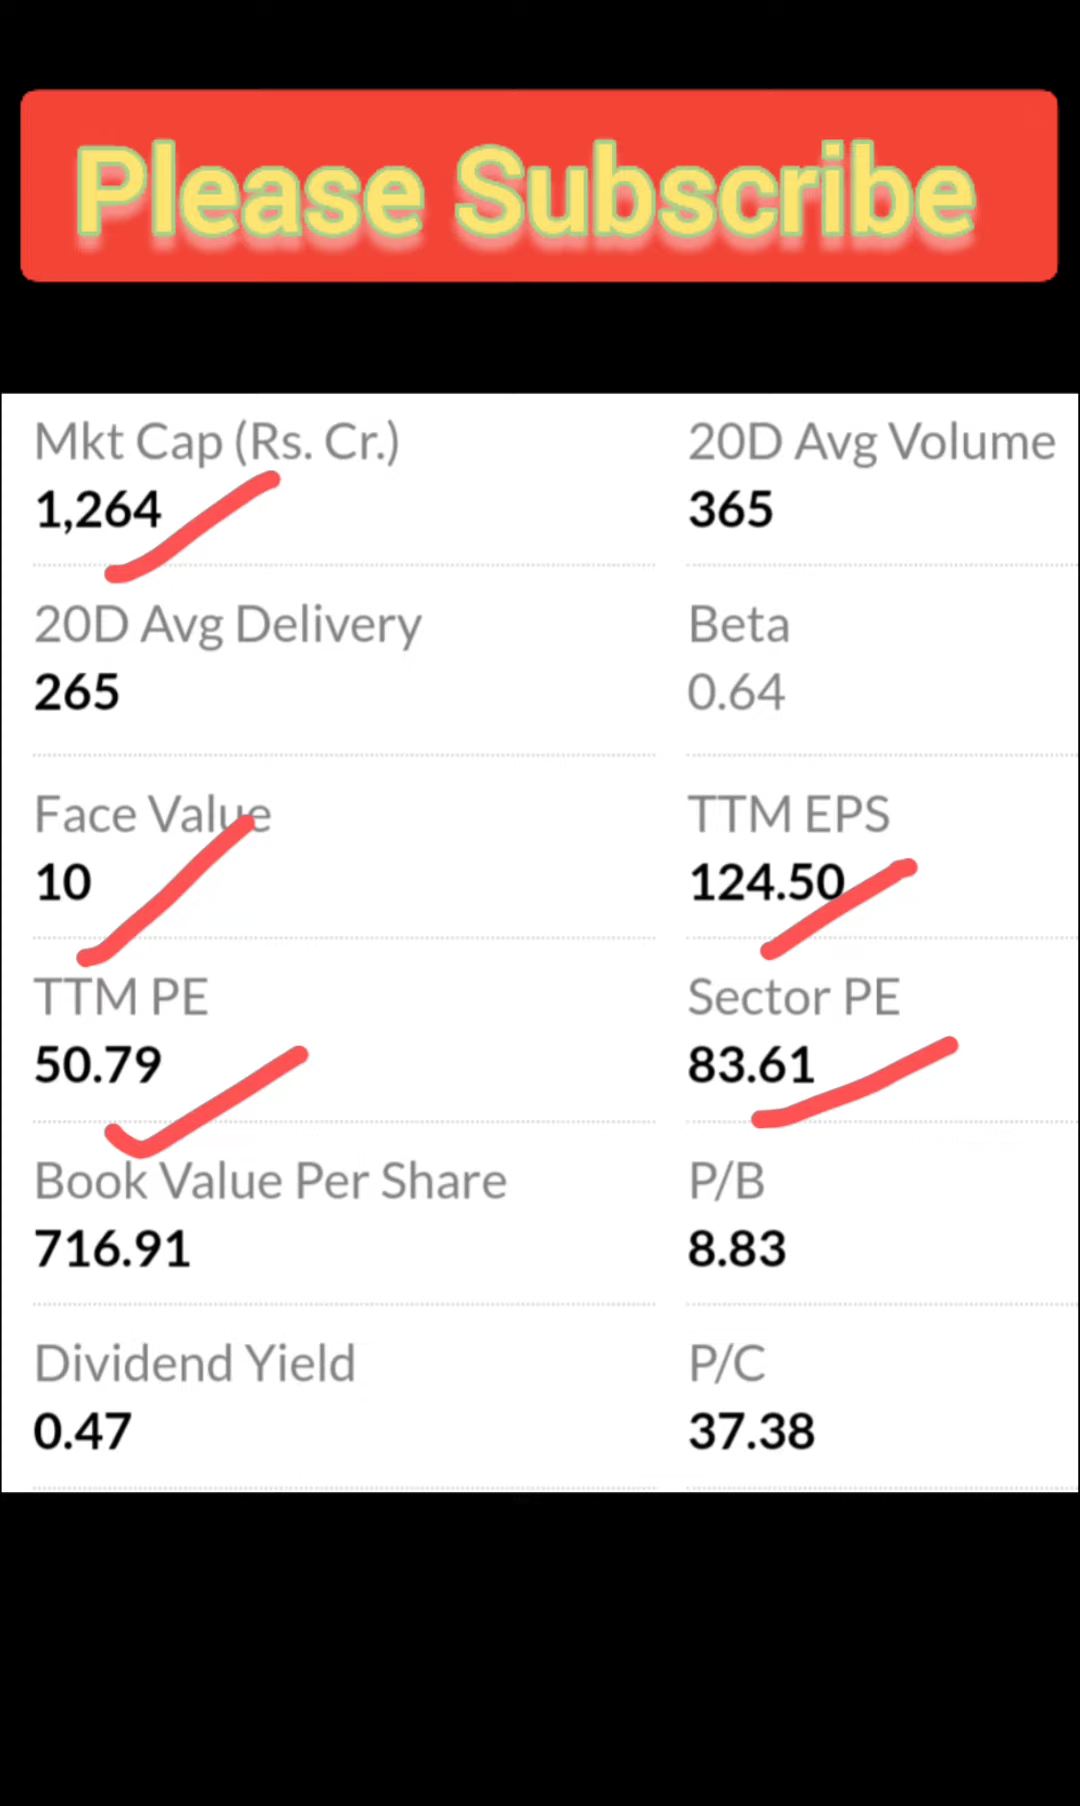 Please Subscribe
Mkt Cap (Rs. Cr.) 20D Avg Volume
1,264 365
20D Avg Delivery Beta
265 0.64
Face Value TTM EPS
10 124.50
TTM PE Sector PE
50.79 83.61
Book Value Per Share P/B
716.91 8.83
Dividend Yield P/C
0.47 37.38